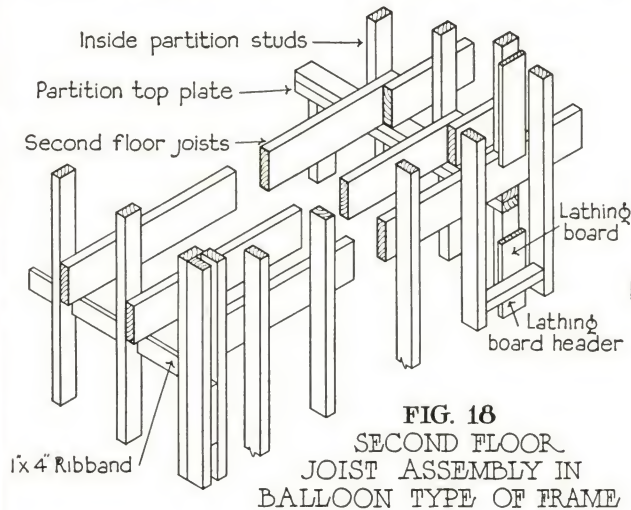 Inside partition studs
Partition top plate
Second floor joists
Lathing
board
Lathing
board header
1"x 4" Ribband
FIG. 18
SECOND FLOOR
JOIST ASSEMBLY IN
BALLOON TYPE OF FRAME